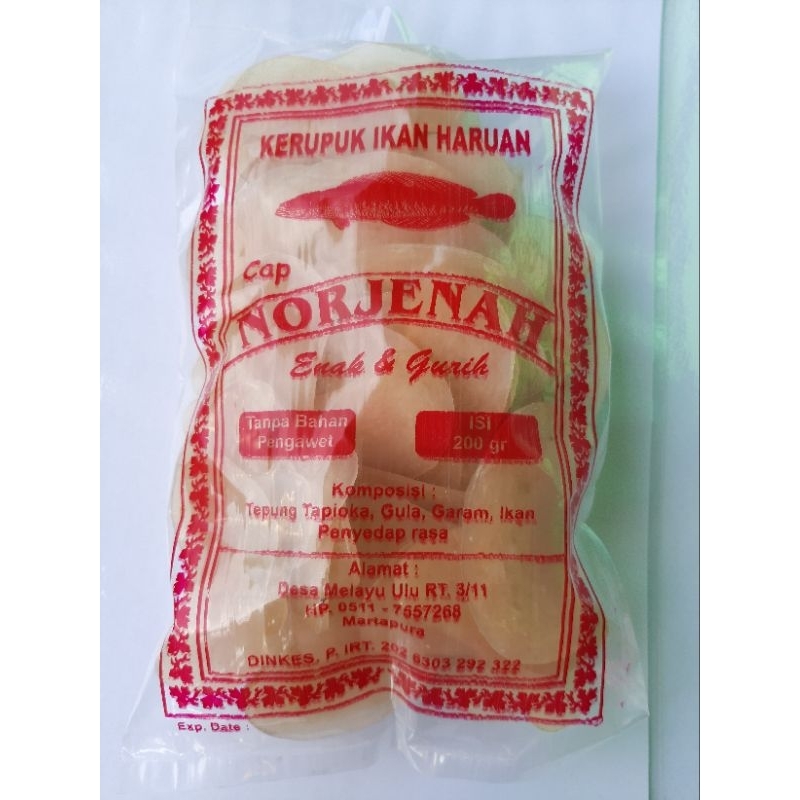 KERUPUK IKAN HARUAN
Cap
NORJENAH
Enak & Gurih
Tanpa Bahan
Pengawet
ISI
200 gr
Komposisi :
Tepung Tapioka, Gula, Garam, Ikan
Penyedap rasa
Alamat :
Desa Melayu Ulu RT. 3/11
HP. 0511 - 7557268
Martapura
DINKES, P. IRT. 202 6303 292 322
Exp. Date :